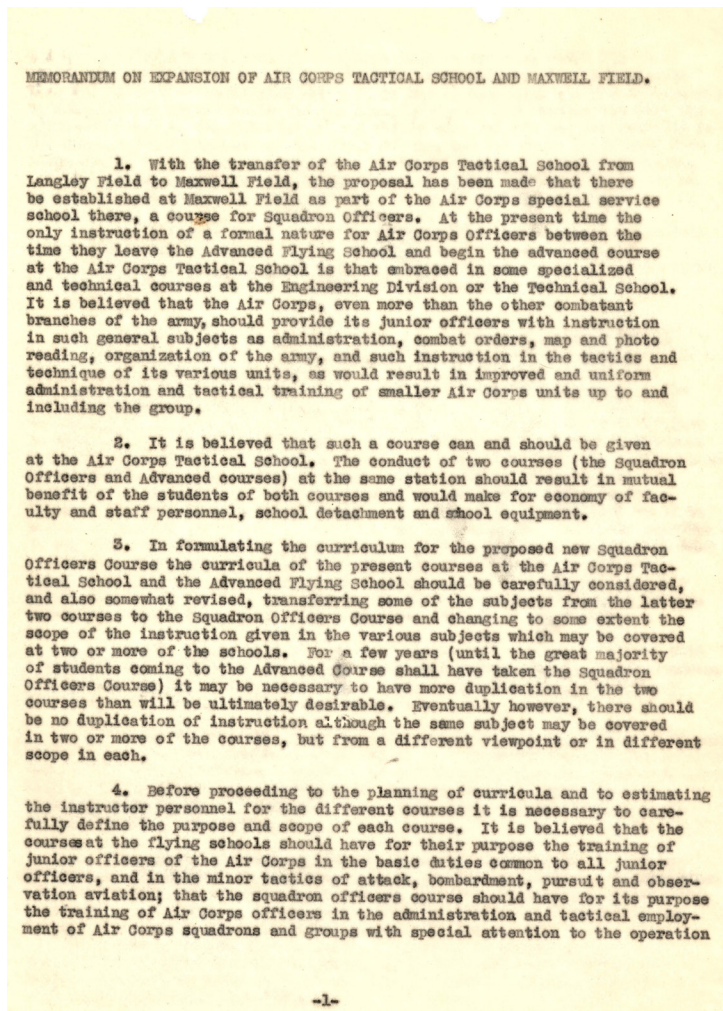 MEMORANDUM ON EXPANSION OF AIR CORPS TACTICAL SCHOOL AND MAXWELL FIELD.
1. With the transfer of the Air Corps Tactical School from
Langley Field to Maxwell Field, the proposal has been made that there
be established at Maxwell Field as part of the Air Corps special service
school there, a course for Squadron Officers. At the present time the
only instruction of a formal nature for Air Corps Officers between the
time they leave the Advanced Flying School and begin the advanced course
at the Air Corps Tactical School is that embraced in some specialized
and technical courses at the Engineering Division or the Technical School.
It is believed that the Air Corps, even more than the other combatant
branches of the army, should provide its junior officers with instruction
in such general subjects as administration, combat orders, map and photo
reading, organization of the army, and such instruction in the tactics and
technique of its various units, as would result in improved and uniform
administration and tactical training of smaller Air Corps units up to and
including the group.
2. It is believed that such a course can and should be given
at the Air Corps Tactical School. The conduct of two courses (the Squadron
Officers and Advanced courses) at the same station should result in mutual
benefit of the students of both courses and would make for economy of fac-
ulty and staff personnel, school detachment and school equipment.
3. In formulating the curriculum for the proposed new Squadron
Officers Course the curricula of the present courses at the Air Corps Tac-
tical School and the Advanced Flying School should be carefully considered,
and also somewhat revised, transferring some of the subjects from the latter
two courses to the Squadron Officers Course and changing to some extent the
scope of the instruction given in the various subjects which may be covered
at two or more of the schools. For a few years (until the great majority
of students coming to the Advanced Course shall have taken the Squadron
Officers Course) it may be necessary to have more duplication in the two
courses than will be ultimately desirable. Eventually however, there should
be no duplication of instruction although the same subject may be covered
in two or more of the courses, but from a different viewpoint or in different
scope in each.
4. Before proceeding to the planning of curricula and to estimating
the instructor personnel for the different courses it is necessary to care-
fully define the purpose and scope of each course. It is believed that the
courses at the flying schools should have for their purpose the training of
junior officers of the Air Corps in the basic duties common to all junior
officers, and in the minor tactics of attack, bombardment, pursuit and obser-
vation aviation; that the squadron officers course should have for its purpose
the training of Air Corps officers in the administration and tactical employ-
ment of Air Corps squadrons and groups with special attention to the operation
-1-